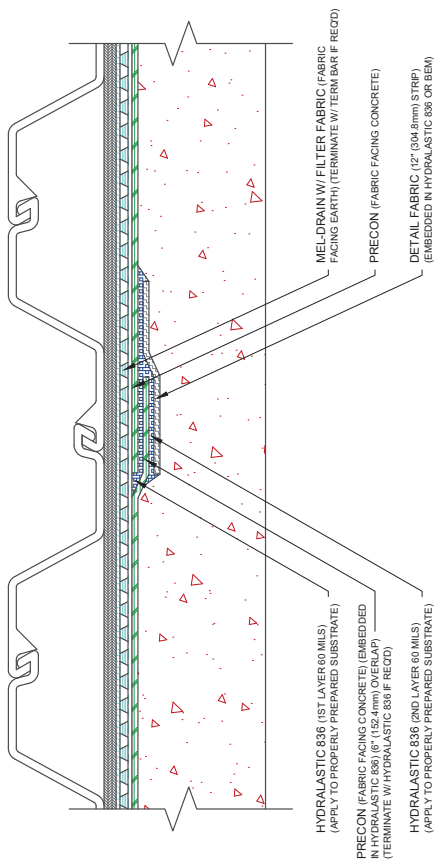 MEL-DRAIN W/ FILTER FABRIC (FABRIC
FACING EARTH) (TERMINATE W/ TERM BAR IF REQ'D)
PRECON (FABRIC FACING CONCRETE)
DETAIL FABRIC (12" (304.8mm) STRIP)
(EMBEDDED IN HYDRALASTIC 836 OR BEM)
HYDRALASTIC 836 (1ST LAYER 60 MILS)
(APPLY TO PROPERLY PREPARED SUBSTRATE)
PRECON (FABRIC FACING CONCRETE) (EMBEDDED
IN HYDRALASTIC 836) (6" (152.4mm) OVERLAP)
(TERMINATE W/ HYDRALASTIC 836 IF REQ'D)
HYDRALASTIC 836 (2ND LAYER 60 MILS)
(APPLY TO PROPERLY PREPARED SUBSTRATE)